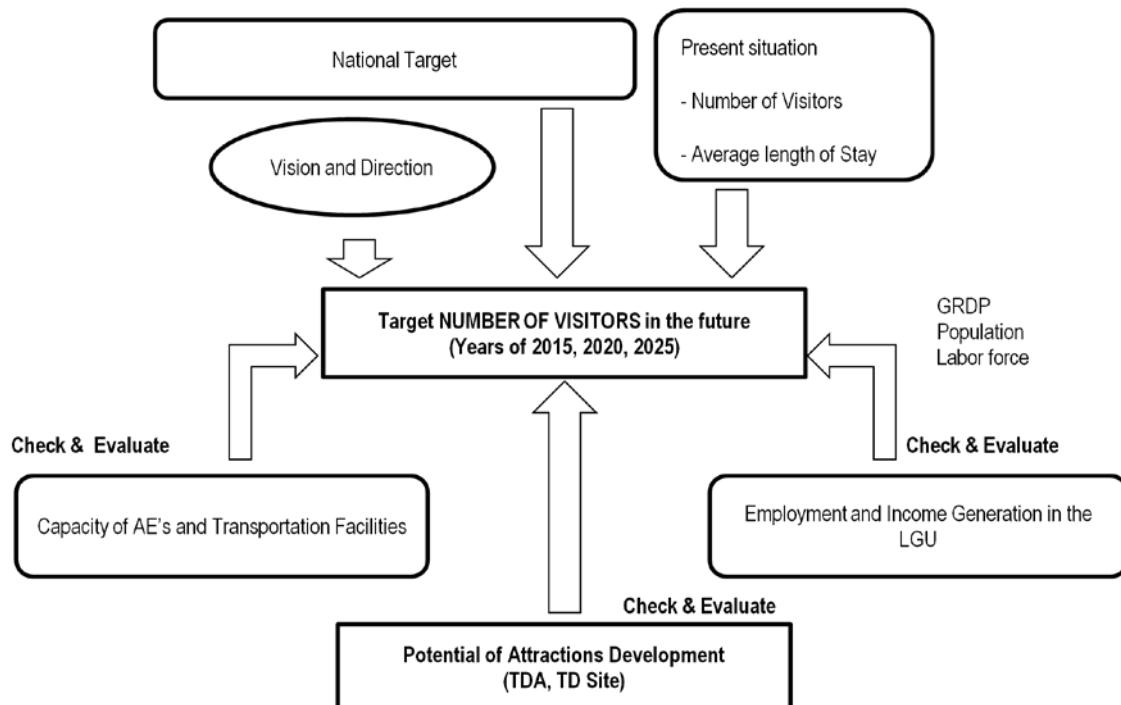 National Target
Present situation
- Number of Visitors
- Average length of Stay
Vision and Direction
Target NUMBER OF VISITORS in the future
(Years of 2015, 2020, 2025)
GRDP
Population
Labor force
Check & Evaluate
Capacity of AE's and Transportation Facilities
Check & Evaluate
Employment and Income Generation in the
LGU
Check & Evaluate
Potential of Attractions Development
(TDA, TD Site)